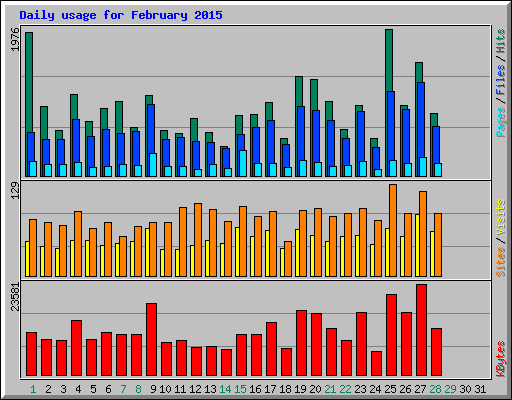 Daily usage for February 2015
1976
Pages / Files / Hits
129
Sites / Visits
23581
KBytes
1 2 3 4 5 6 7 8 9 10 11 12 13 14 15 16 17 18 19 20 21 22 23 24 25 26 27 28 29 30 31